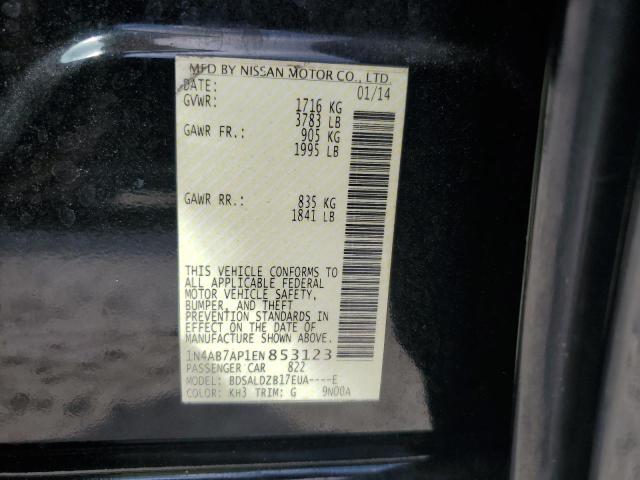 MFD BY NISSAN MOTOR CO., LTD.
DATE: 01/14
GVWR: 1716 KG
3783 LB
GAWR FR.: 905 KG
1995 LB
GAWR RR.: 835 KG
1841 LB
THIS VEHICLE CONFORMS TO
ALL APPLICABLE FEDERAL
MOTOR VEHICLE SAFETY,
BUMPER, AND THEFT
PREVENTION STANDARDS IN
EFFECT ON THE DATE OF
MANUFACTURE SHOWN ABOVE.
1N4AB7AP1EN853123
PASSENGER CAR 822
MODEL: BDSALDZB17EUA----E
COLOR: KH3 TRIM: G 9N00A